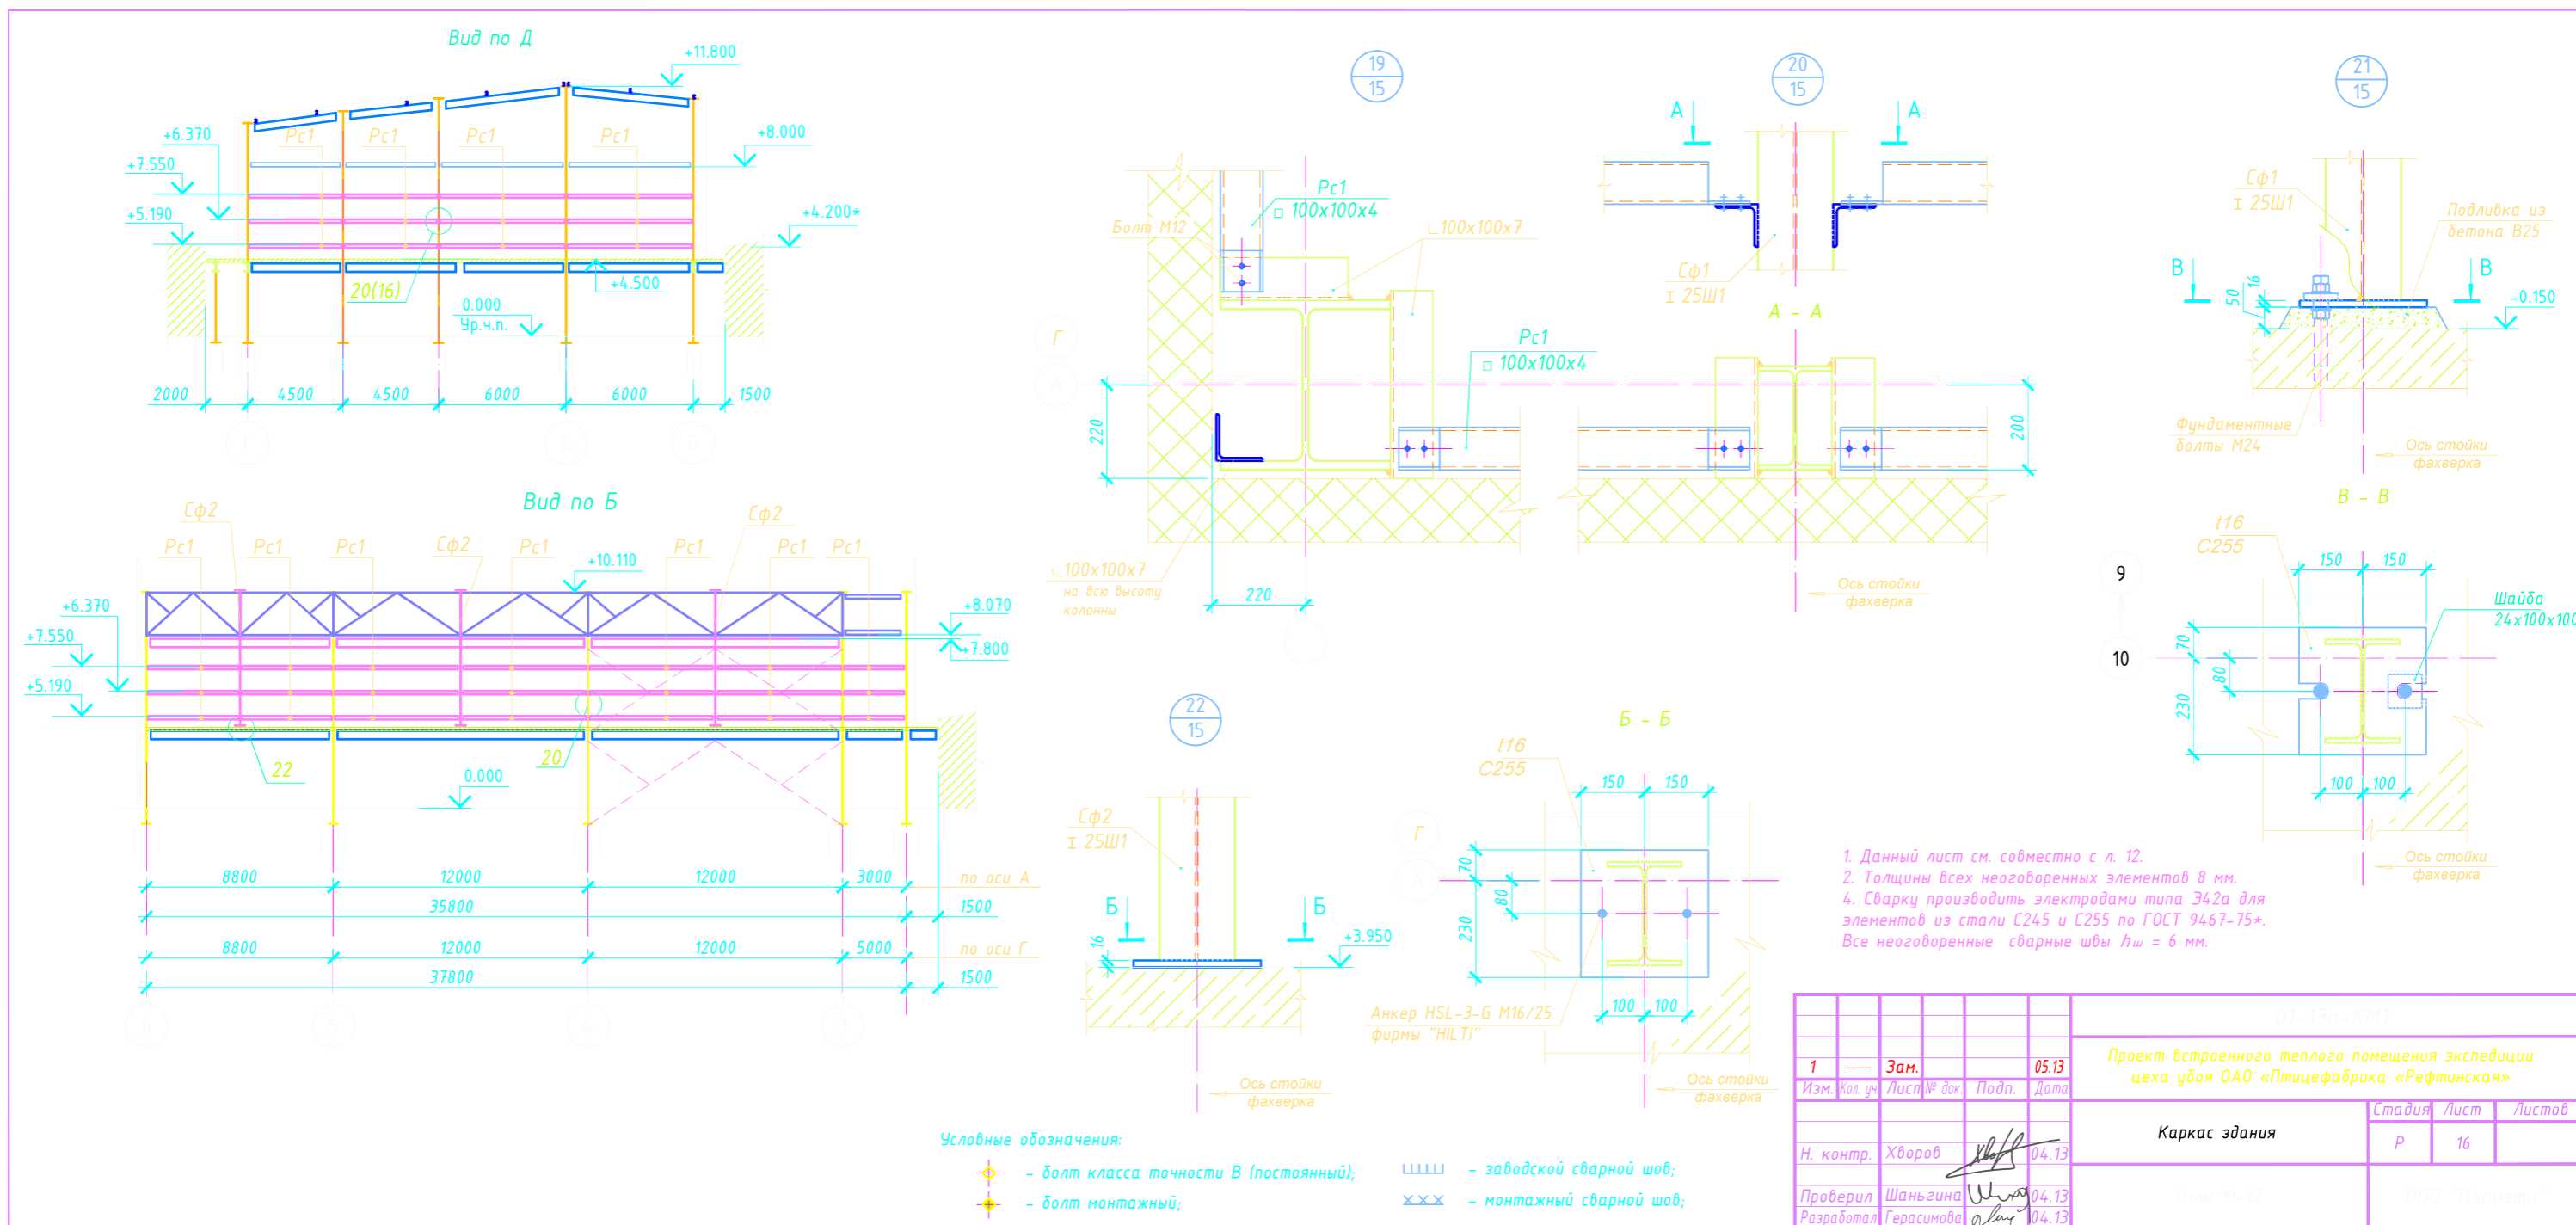 Вид по Д
+11.800
+6.370
+7.550
+5.190
Рс1
Рс1
Рс1
Рс1
+8.000
+4.200*
+4.500
20(16)
0.000
Ур.ч.п.
2000
4500
4500
6000
6000
1500
Г
В
Б
Вид по Б
Сф2
Сф2
Сф2
Рс1
Рс1
Рс1
Рс1
Рс1
Рс1
Рс1
+10.110
+6.370
+7.550
+5.190
+8.070
+7.800
22
20
0.000
8800
12000
12000
3000
по оси А
35800
1500
8800
12000
12000
5000
по оси Г
37800
1500
6
5
4
3
19
15
Рс1
□ 100х100х4
Болт М12
∟100х100х7
Рс1
□ 100х100х4
Г
А
220
220
∟100х100х7
на всю высоту
колонны
20
15
А
А
Сф1
I 25Ш1
А - А
200
Ось стойки
фахверка
21
15
Сф1
I 25Ш1
Подливка из
бетона В25
В
В
50
16
-0.150
Фундаментные
болты М24
Ось стойки
фахверка
В - В
t16
С255
150
150
Шайба
24х100х100
9
10
70
80
230
100
100
Ось стойки
фахверка
22
15
Сф2
I 25Ш1
Б
Б
16
+3.950
Ось стойки
фахверка
Б - Б
t16
С255
150
150
Г
А
70
80
230
100
100
Анкер HSL-3-G М16/25
фирмы "HILTI"
Ось стойки
фахверка
1. Данный лист см. совместно с л. 12.
2. Толщины всех неоговоренных элементов 8 мм.
4. Сварку производить электродами типа Э42а для
элементов из стали С245 и С255 по ГОСТ 9467-75*.
Все неоговоренные сварные швы hш = 6 мм.
Условные обозначения:
- болт класса точности В (постоянный);
- болт монтажный;
- заводской сварной шов;
- монтажный сварной шов;
1 — Зам. 05.13
Изм. Кол. уч. Лист № док. Подп. Дата
Проект встроенного теплого помещения экспедиции
цеха убоя ОАО «Птицефабрика «Рефтинская»
Каркас здания
Стадия Лист Листов
Р 16
Н. контр. Хворов 04.13
Проверил Шаньгина 04.13
Разработал Герасимова 04.13